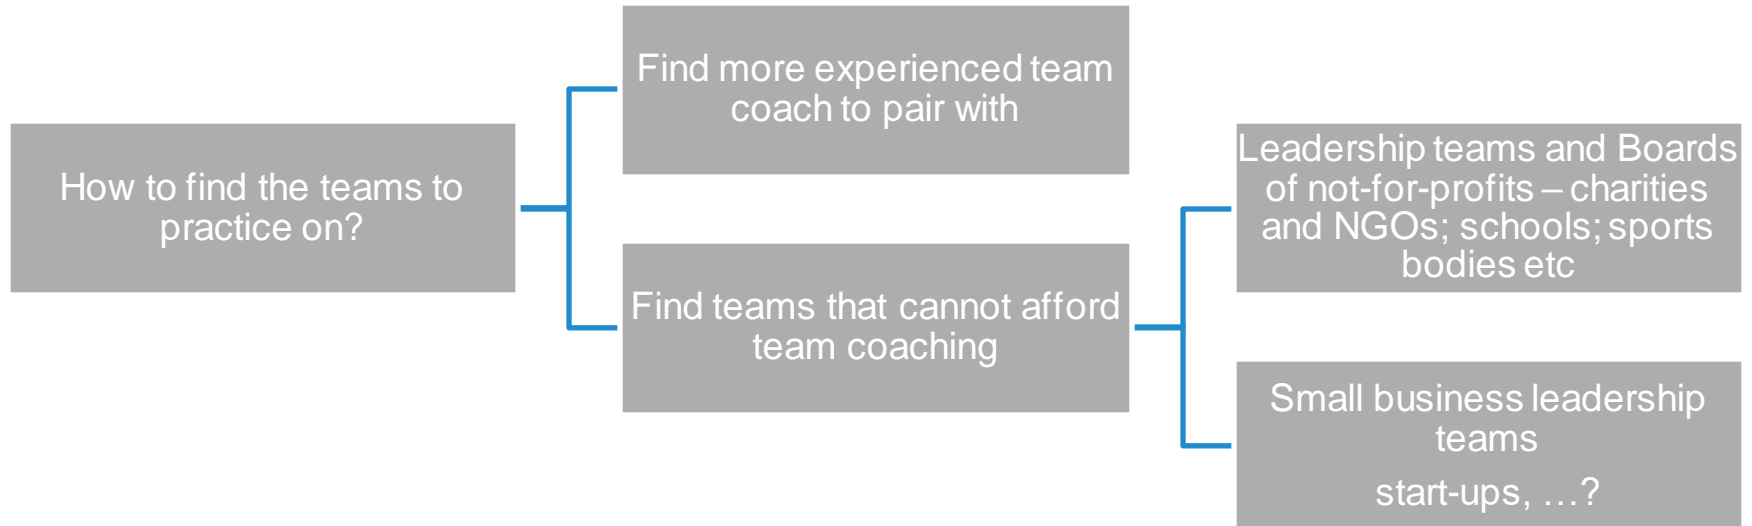 How to find the teams to
practice on?
Find more experienced team
coach to pair with
Find teams that cannot afford
team coaching
Leadership teams and Boards
of not-for-profits – charities
and NGOs; schools; sports
bodies etc
Small business leadership
teams
start-ups, …?